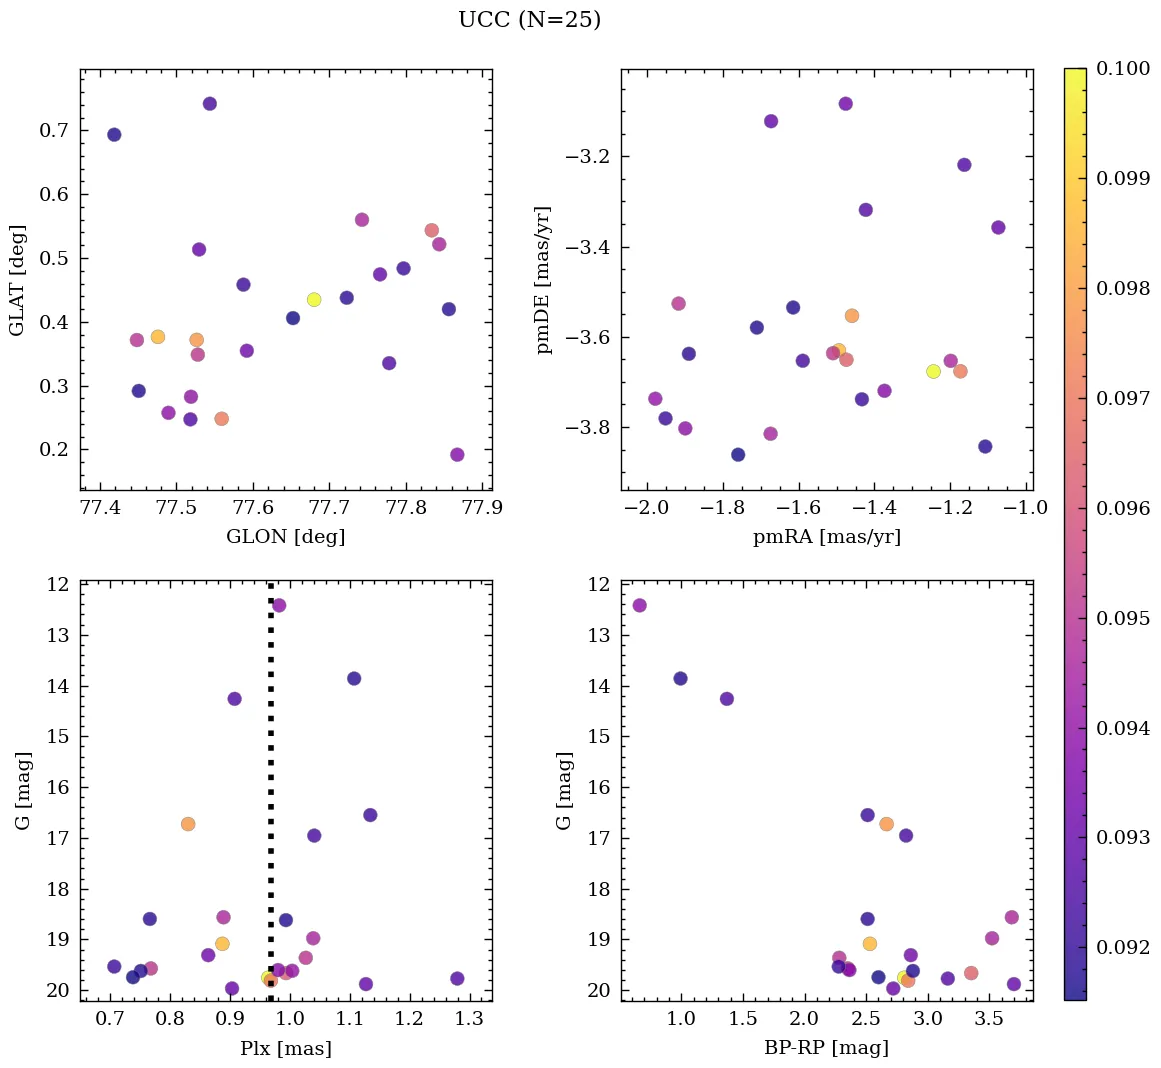 UCC (N=25)
0.7
0.6
0.5
0.4
0.3
0.2
GLAT [deg]
77.4 77.5 77.6 77.7 77.8 77.9
GLON [deg]
−3.2
−3.4
−3.6
−3.8
pmDE [mas/yr]
−2.0 −1.8 −1.6 −1.4 −1.2 −1.0
pmRA [mas/yr]
12
13
14
15
16
17
18
19
20
G [mag]
0.7 0.8 0.9 1.0 1.1 1.2 1.3
Plx [mas]
12
13
14
15
16
17
18
19
20
G [mag]
1.0 1.5 2.0 2.5 3.0 3.5
BP-RP [mag]
0.100
0.099
0.098
0.097
0.096
0.095
0.094
0.093
0.092